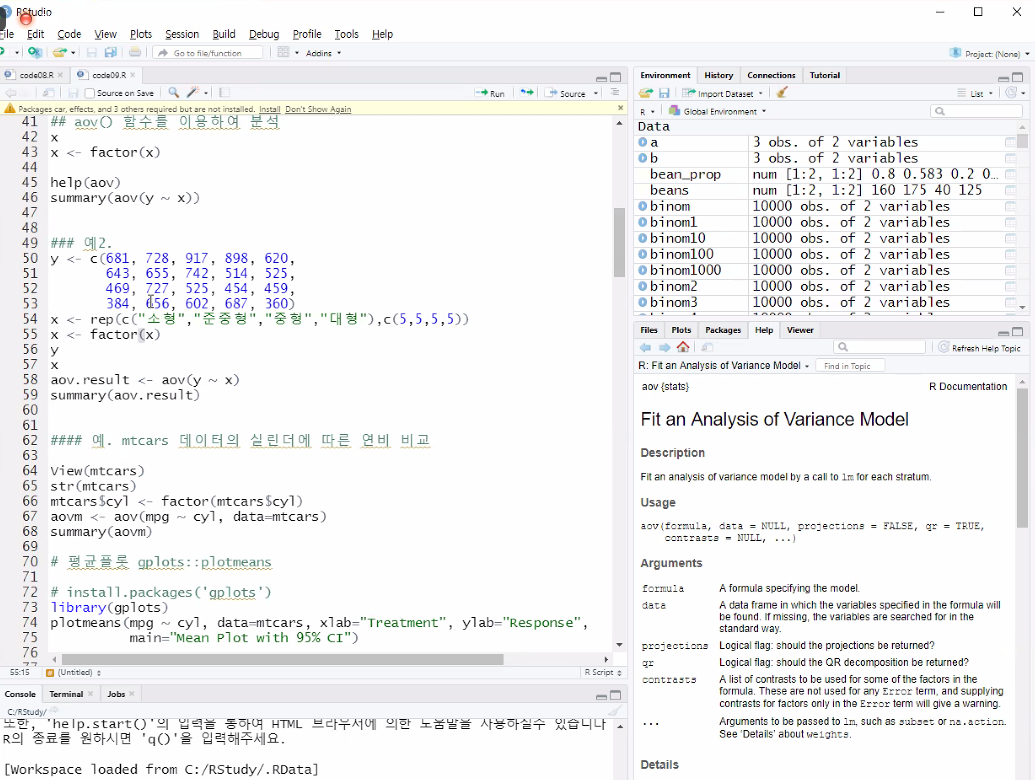 RStudio
File Edit Code View Plots Session Build Debug Profile Tools Help
Go to file/function Addins Project: (None)
code08.R code09.R
Source on Save Run Source
Packages car, effects, and 3 others required but are not installed. Install Don't Show Again
41 ## aov() 함수를 이용하여 분석
42 x
43 x <- factor(x)
44
45 help(aov)
46 summary(aov(y ~ x))
47
48
49 ### 예2.
50 y <- c(681, 728, 917, 898, 620,
51 643, 655, 742, 514, 525,
52 469, 727, 525, 454, 459,
53 384, 656, 602, 687, 360)
54 x <- rep(c("소형","준중형","중형","대형"),c(5,5,5,5))
55 x <- factor(x)
56 y
57 x
58 aov.result <- aov(y ~ x)
59 summary(aov.result)
60
61
62 #### 예. mtcars 데이터의 실린더에 따른 연비 비교
63
64 View(mtcars)
65 str(mtcars)
66 mtcars$cyl <- factor(mtcars$cyl)
67 aovm <- aov(mpg ~ cyl, data=mtcars)
68 summary(aovm)
69
70 # 평균플롯 gplots::plotmeans
71
72 # install.packages('gplots')
73 library(gplots)
74 plotmeans(mpg ~ cyl, data=mtcars, xlab="Treatment", ylab="Response",
75 main="Mean Plot with 95% CI")
76
77
55:15 (Untitled) R Script
Console Terminal Jobs
C:/RStudy/
또한, 'help.start()'의 입력을 통하여 HTML 브라우서에 의한 도움말을 사용하실수 있습니다
R의 종료를 원하시면 'q()'을 입력해주세요.
[Workspace loaded from C:/RStudy/.RData]
Environment History Connections Tutorial
Import Dataset List
R Global Environment
Data
a 3 obs. of 2 variables
b 3 obs. of 2 variables
bean_prop num [1:2, 1:2] 0.8 0.583 0.2 0…
beans num [1:2, 1:2] 160 175 40 125
binom 10000 obs. of 2 variables
binom1 10000 obs. of 2 variables
binom10 10000 obs. of 2 variables
binom100 10000 obs. of 2 variables
binom1000 10000 obs. of 2 variables
binom2 10000 obs. of 2 variables
binom3 10000 obs. of 2 variables
Files Plots Packages Help Viewer
Refresh Help Topic
R: Fit an Analysis of Variance Model Find in Topic
aov {stats} R Documentation
Fit an Analysis of Variance Model
Description
Fit an analysis of variance model by a call to lm for each stratum.
Usage
aov(formula, data = NULL, projections = FALSE, qr = TRUE,
contrasts = NULL, ...)
Arguments
formula A formula specifying the model.
data A data frame in which the variables specified in the formula will
be found. If missing, the variables are searched for in the
standard way.
projections Logical flag: should the projections be returned?
qr Logical flag: should the QR decomposition be returned?
contrasts A list of contrasts to be used for some of the factors in the
formula. These are not used for any Error term, and supplying
contrasts for factors only in the Error term will give a warning.
... Arguments to be passed to lm, such as subset or na.action.
See 'Details' about weights.
Details